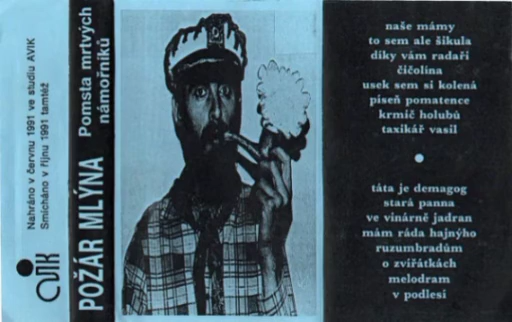 Nahráno v červnu 1991 ve studiu AVIK
Smícháno v říjnu 1991 tamtéž
AVIK
POŽÁR MLÝNA
Pomsta mrtvých
námořníků
naše mámy
to sem ale šikula
díky vám radaři
čičolína
usek sem si kolená
píseň pomatence
krmič holubů
taxikář vasil
táta je demagog
stará panna
ve vinárně jadran
mám ráda hajnýho
ruzumbradům
o zvířátkách
melodram
v podlesí